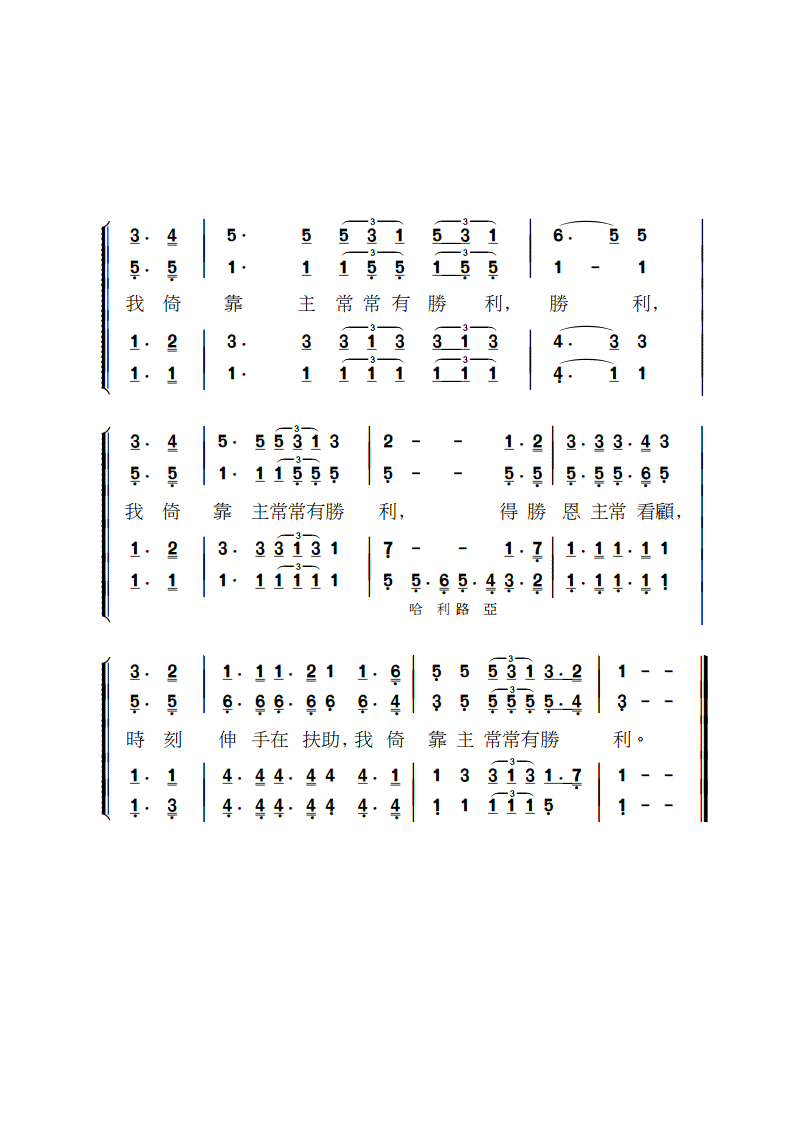 3. 4 | 5. 5 5 3 1 5 3 1 | 6. 5 5 |
5. 5 | 1. 1 1 5 5 1 5 5 | 1 - 1 |
我 倚 靠 主 常 常 有 勝 利, 勝 利,
1. 2 | 3. 3 3 1 3 3 1 3 | 4. 3 3 |
1. 1 | 1. 1 1 1 1 1 1 1 | 4. 1 1 |
3. 4 | 5. 5 5 3 1 3 | 2 - - 1. 2 | 3. 3 3. 4 3 |
5. 5 | 1. 1 1 5 5 5 | 5 - - 5. 5 | 5. 5 5. 6 5 |
我 倚 靠 主常常有勝 利, 得 勝 恩 主常 看顧,
1. 2 | 3. 3 3 1 3 1 | 7 - - 1. 7 | 1. 1 1. 1 1 |
1. 1 | 1. 1 1 1 1 1 | 5 5. 6 5. 4 3. 2 | 1. 1 1. 1 1 |
哈 利 路 亞
3. 2 | 1. 1 1. 2 1 1. 6 | 5 5 5 3 1 3. 2 | 1 - -
5. 5 | 6. 6 6. 6 6 6. 4 | 3 5 5 5 5 5. 4 | 3 - -
時 刻 伸 手在 扶助, 我 倚 靠 主 常常有勝 利。
1. 1 | 4. 4 4. 4 4 4. 1 | 1 3 3 1 3 1. 7 | 1 - -
1. 3 | 4. 4 4. 4 4 4. 4 | 1 1 1 1 1 5 | 1 - -